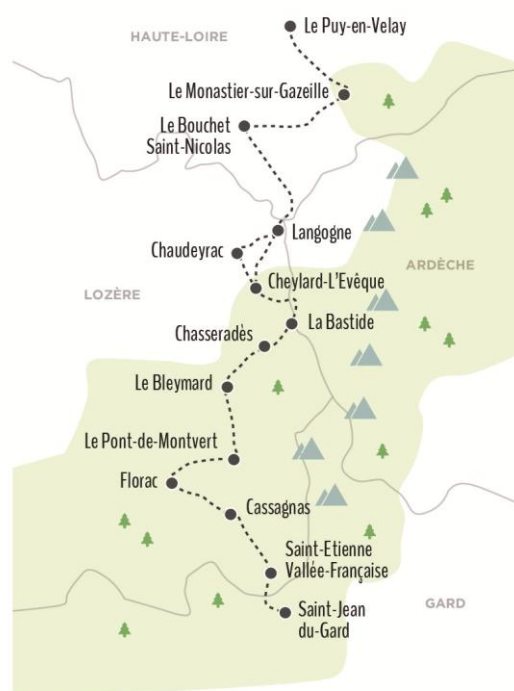 Le Puy-en-Velay
HAUTE-LOIRE
Le Monastier-sur-Gazeille
Le Bouchet
Saint-Nicolas
Langogne
Chaudeyrac
ARDÈCHE
Cheylard-L'Evêque
LOZÈRE
La Bastide
Chasseradès
Le Bleymard
Le Pont-de-Montvert
Florac
Cassagnas
Saint-Etienne
Vallée-Française
Saint-Jean
du-Gard
GARD